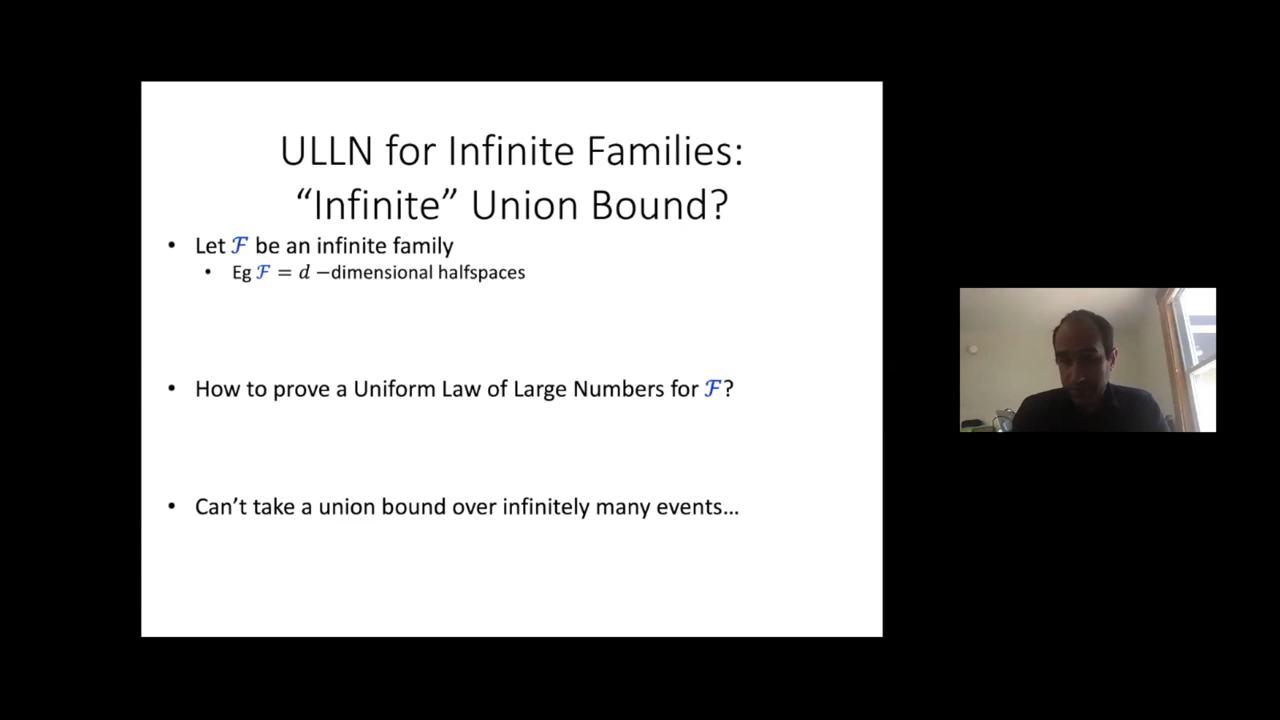 ULLN for Infinite Families:
“Infinite” Union Bound?
• Let ℱ be an infinite family
• Eg ℱ = 𝑑 −dimensional halfspaces
• How to prove a Uniform Law of Large Numbers for ℱ?
• Can’t take a union bound over infinitely many events…